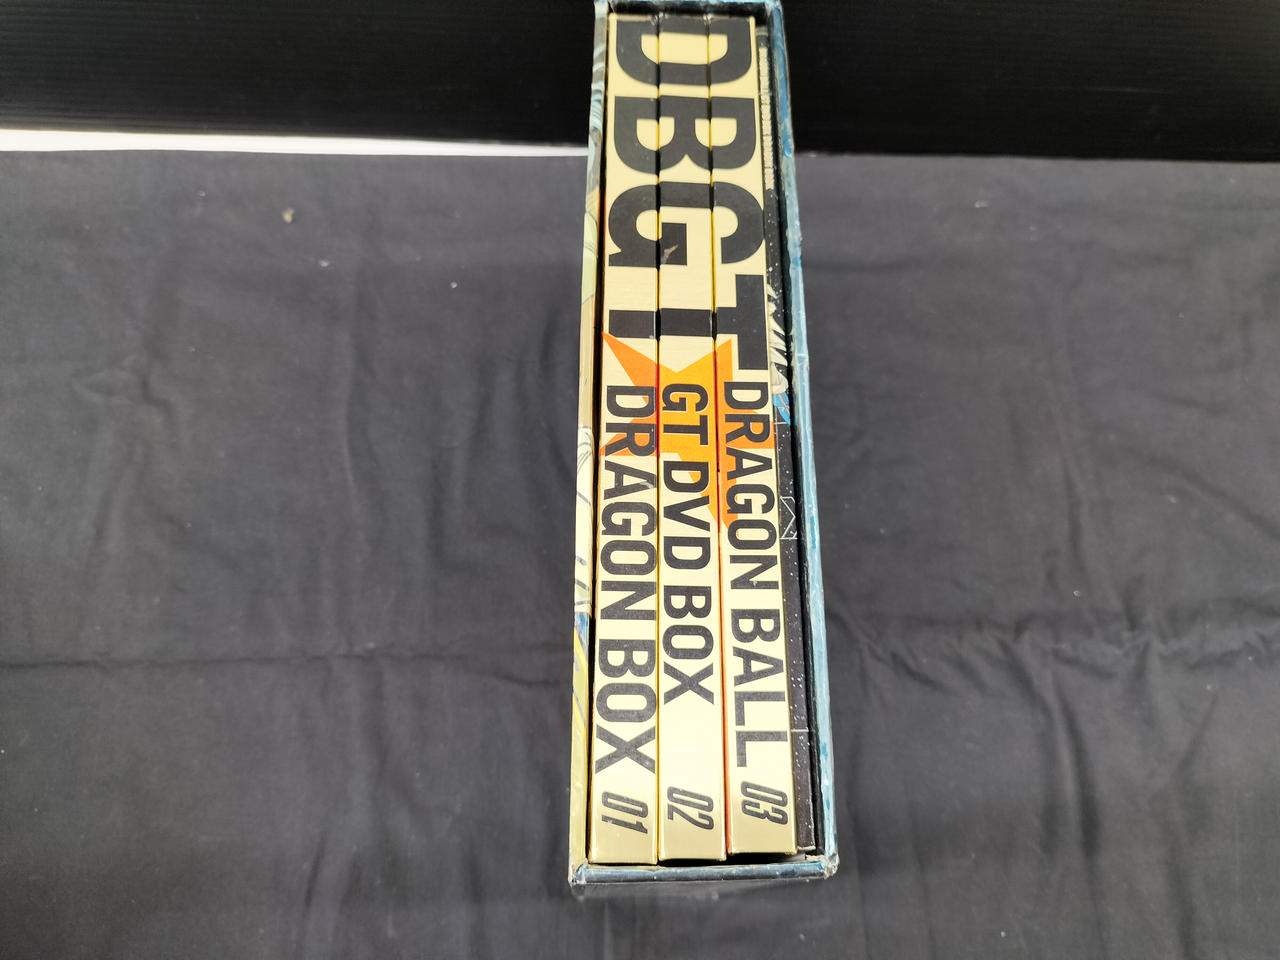 DBGT
DRAGON BALL
GT DVD BOX
DRAGON BOX
01
02
03